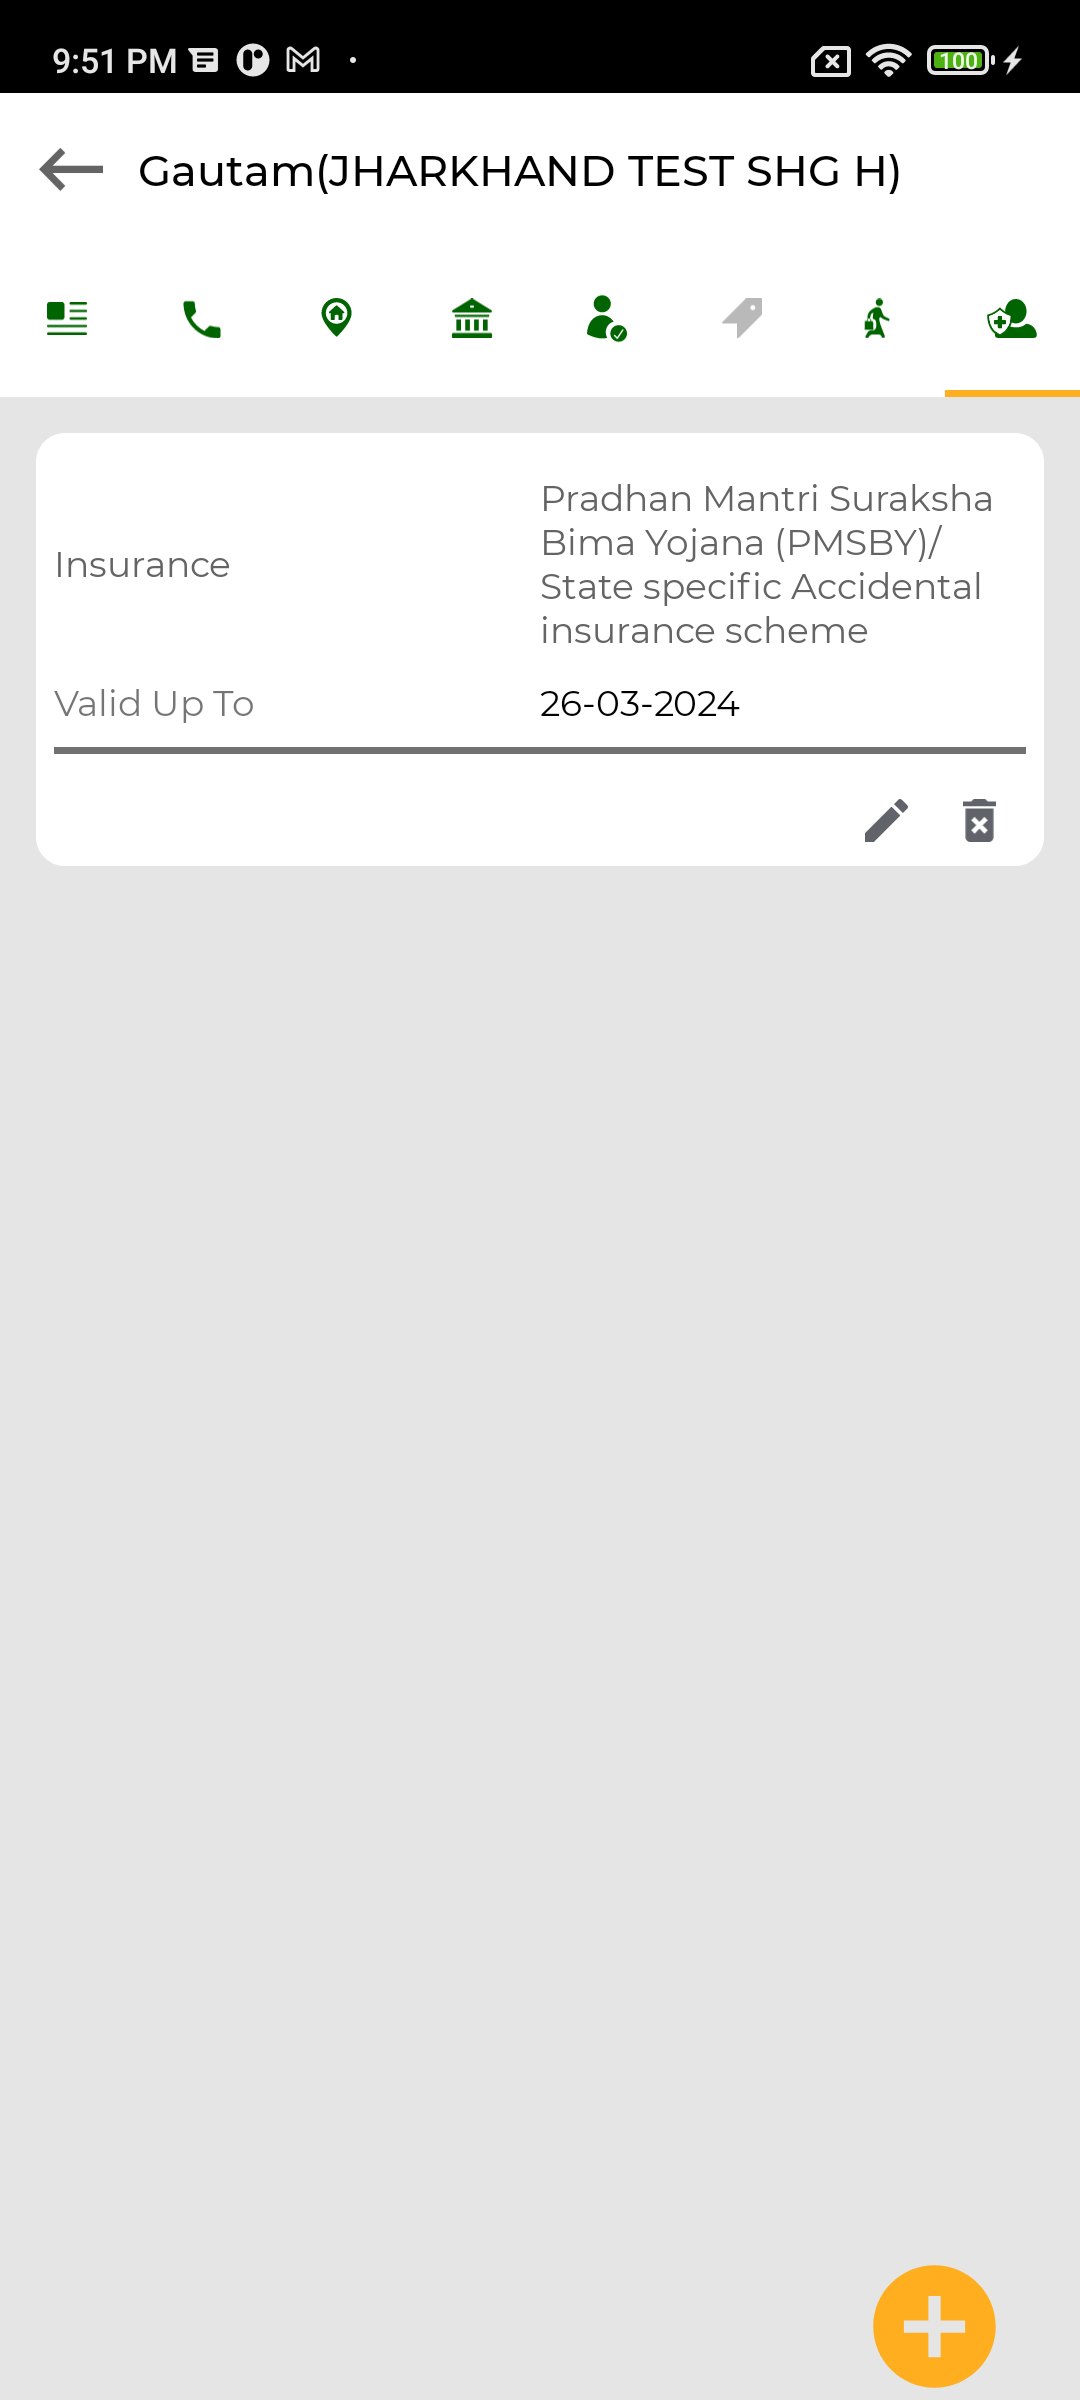 9:51 PM
100
Gautam(JHARKHAND TEST SHG H)
Insurance
Pradhan Mantri Suraksha
Bima Yojana (PMSBY)/
State specific Accidental
insurance scheme
Valid Up To
26-03-2024